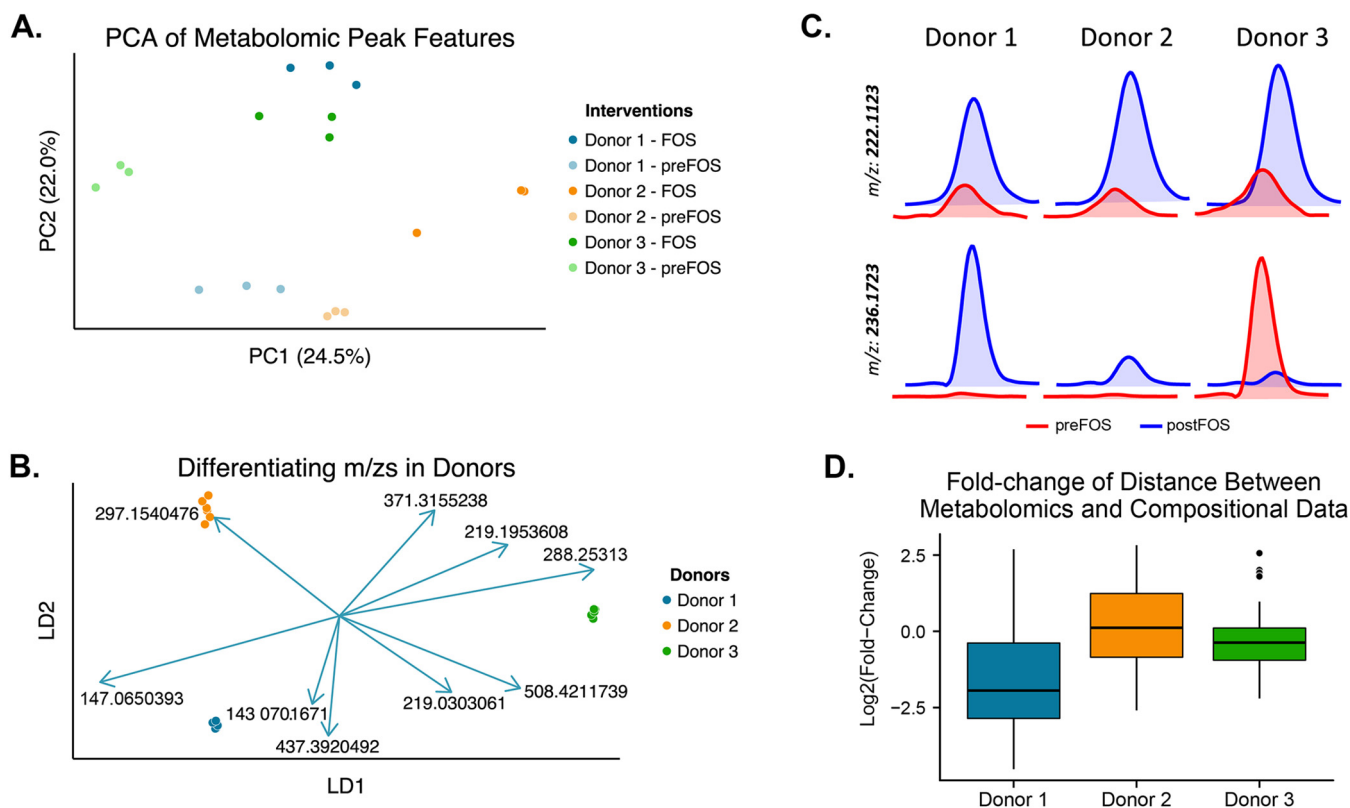 A.
PCA of Metabolomic Peak Features
PC2 (22.0%)
PC1 (24.5%)
Interventions
Donor 1 - FOS
Donor 1 - preFOS
Donor 2 - FOS
Donor 2 - preFOS
Donor 3 - FOS
Donor 3 - preFOS
B.
Differentiating m/zs in Donors
297.1540476
371.3155238
219.1953608
288.25313
147.0650393
143 070.1671
437.3920492
219.0303061
508.4211739
LD2
LD1
Donors
Donor 1
Donor 2
Donor 3
C.
Donor 1 Donor 2 Donor 3
m/z: 222.1123
m/z: 236.1723
preFOS postFOS
D.
Fold-change of Distance Between
Metabolomics and Compositional Data
Log2(Fold−Change)
2.5
0.0
−2.5
Donor 1 Donor 2 Donor 3